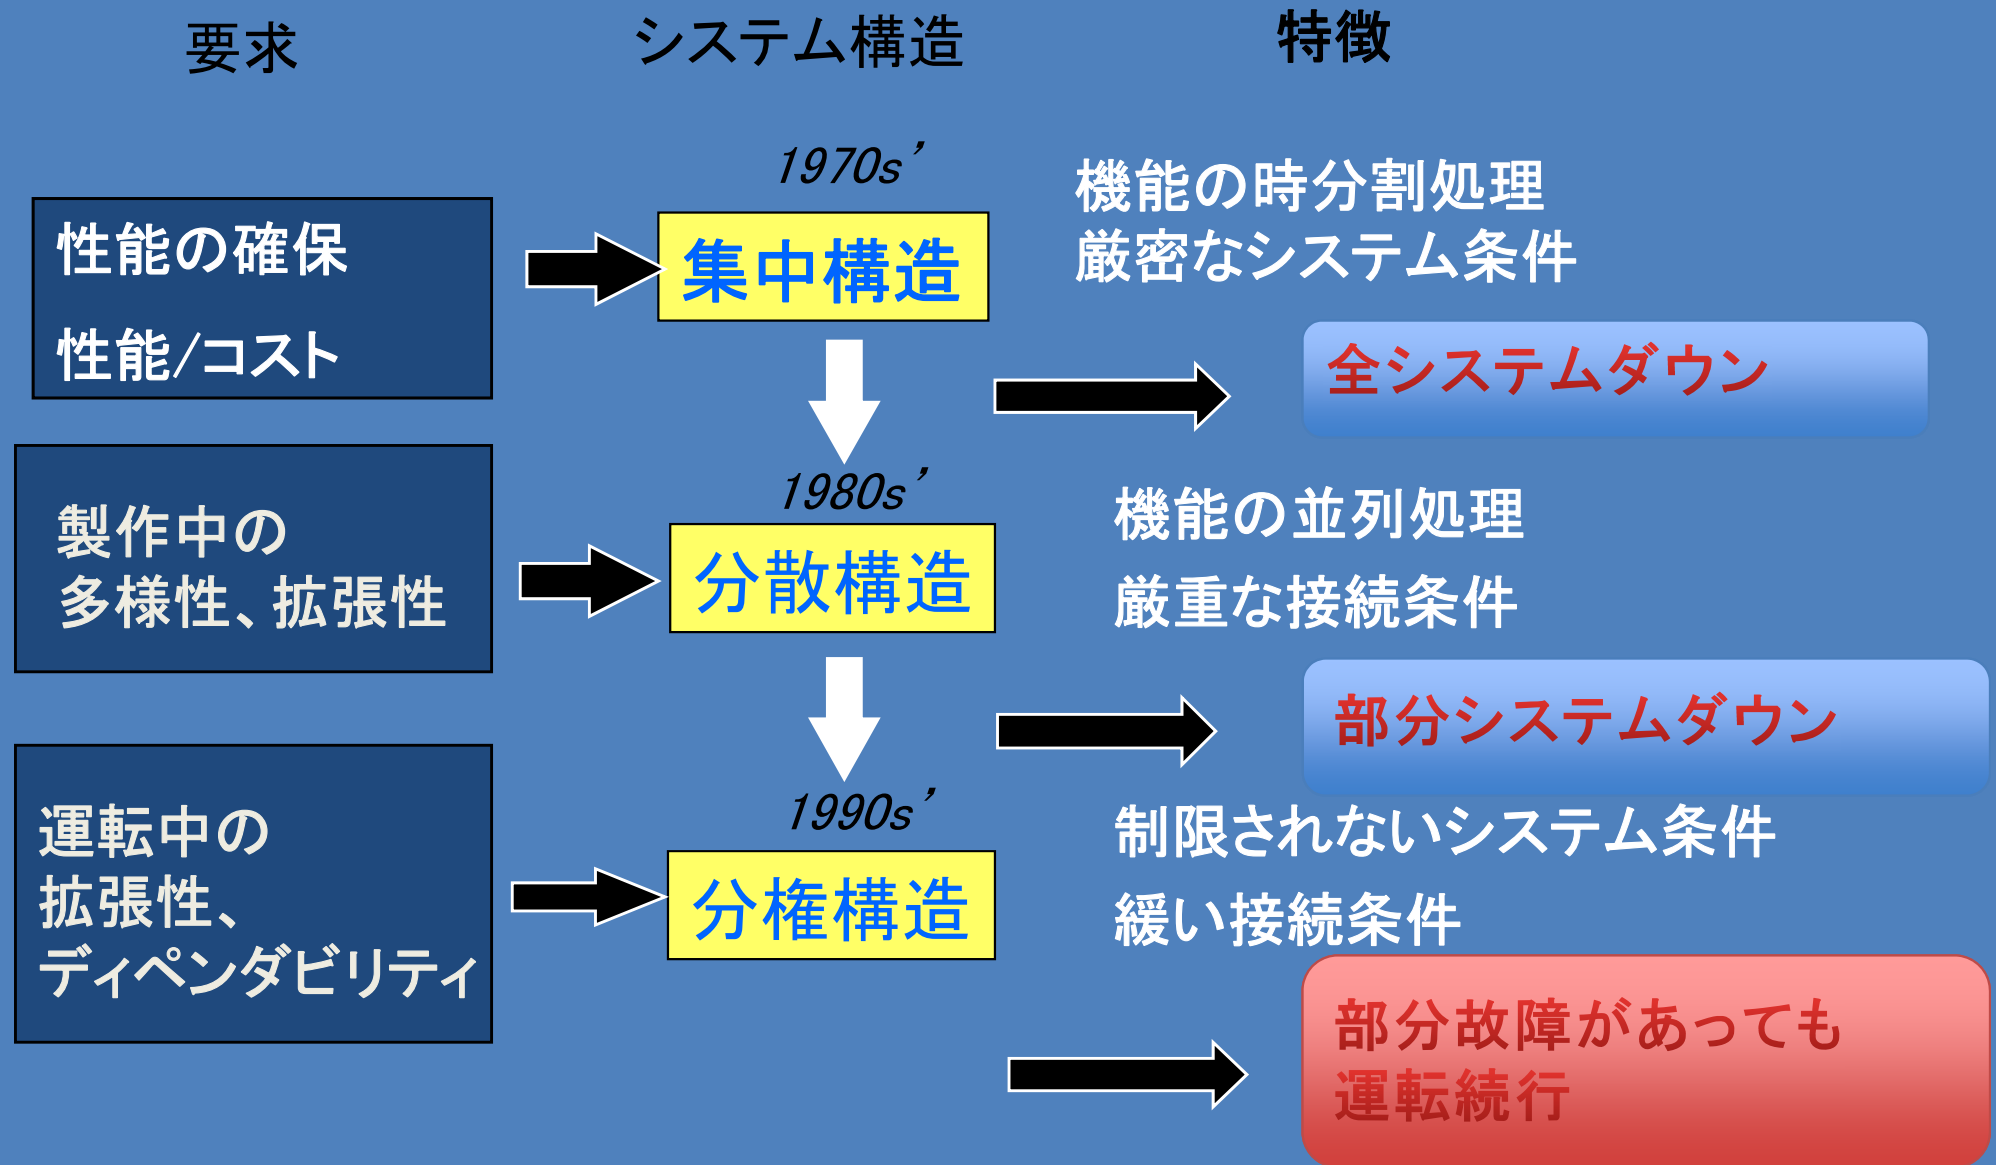 要求
システム構造
特徴
1970s’
性能の確保
性能/コスト
集中構造
機能の時分割処理
厳密なシステム条件
全システムダウン
1980s’
製作中の
多様性、拡張性
分散構造
機能の並列処理
厳重な接続条件
部分システムダウン
1990s’
運転中の
拡張性、
ディペンダビリティ
分権構造
制限されないシステム条件
緩い接続条件
部分故障があっても
運転続行